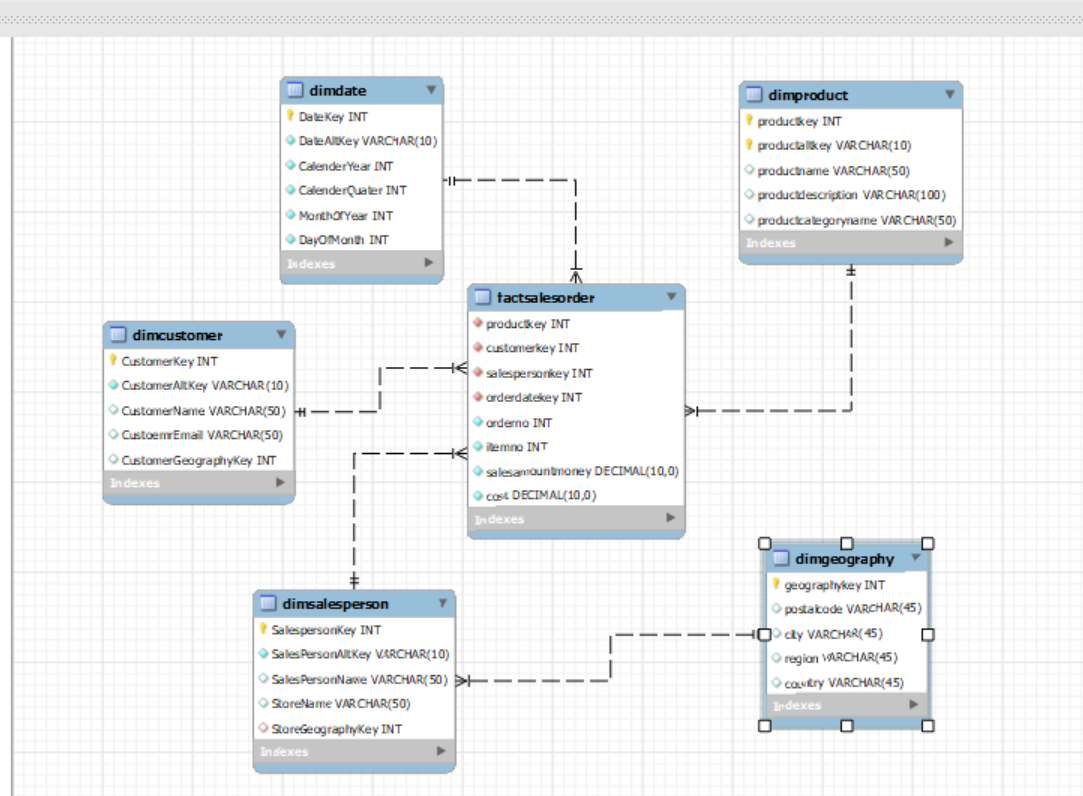 dimdate
DateKey INT
DateAltKey VARCHAR(10)
CalenderYear INT
CalenderQuater INT
MonthOfYear INT
DayOfMonth INT
Indexes
dimproduct
productkey INT
productaltkey VARCHAR(10)
productname VARCHAR(50)
productdescription VARCHAR(100)
productcategoryname VARCHAR(50)
Indexes
factsalesorder
productkey INT
customerkey INT
salespersonkey INT
orderdatekey INT
orderno INT
itemno INT
salesamountmoney DECIMAL(10,0)
cost DECIMAL(10,0)
Indexes
dimcustomer
CustomerKey INT
CustomerAltKey VARCHAR(10)
CustomerName VARCHAR(50)
CustoemrEmail VARCHAR(50)
CustomerGeographyKey INT
Indexes
dimsalesperson
SalespersonKey INT
SalesPersonAltKey VARCHAR(10)
SalesPersonName VARCHAR(50)
StoreName VARCHAR(50)
StoreGeographyKey INT
Indexes
dimgeography
geographykey INT
postalcode VARCHAR(45)
city VARCHAR(45)
region VARCHAR(45)
country VARCHAR(45)
Indexes